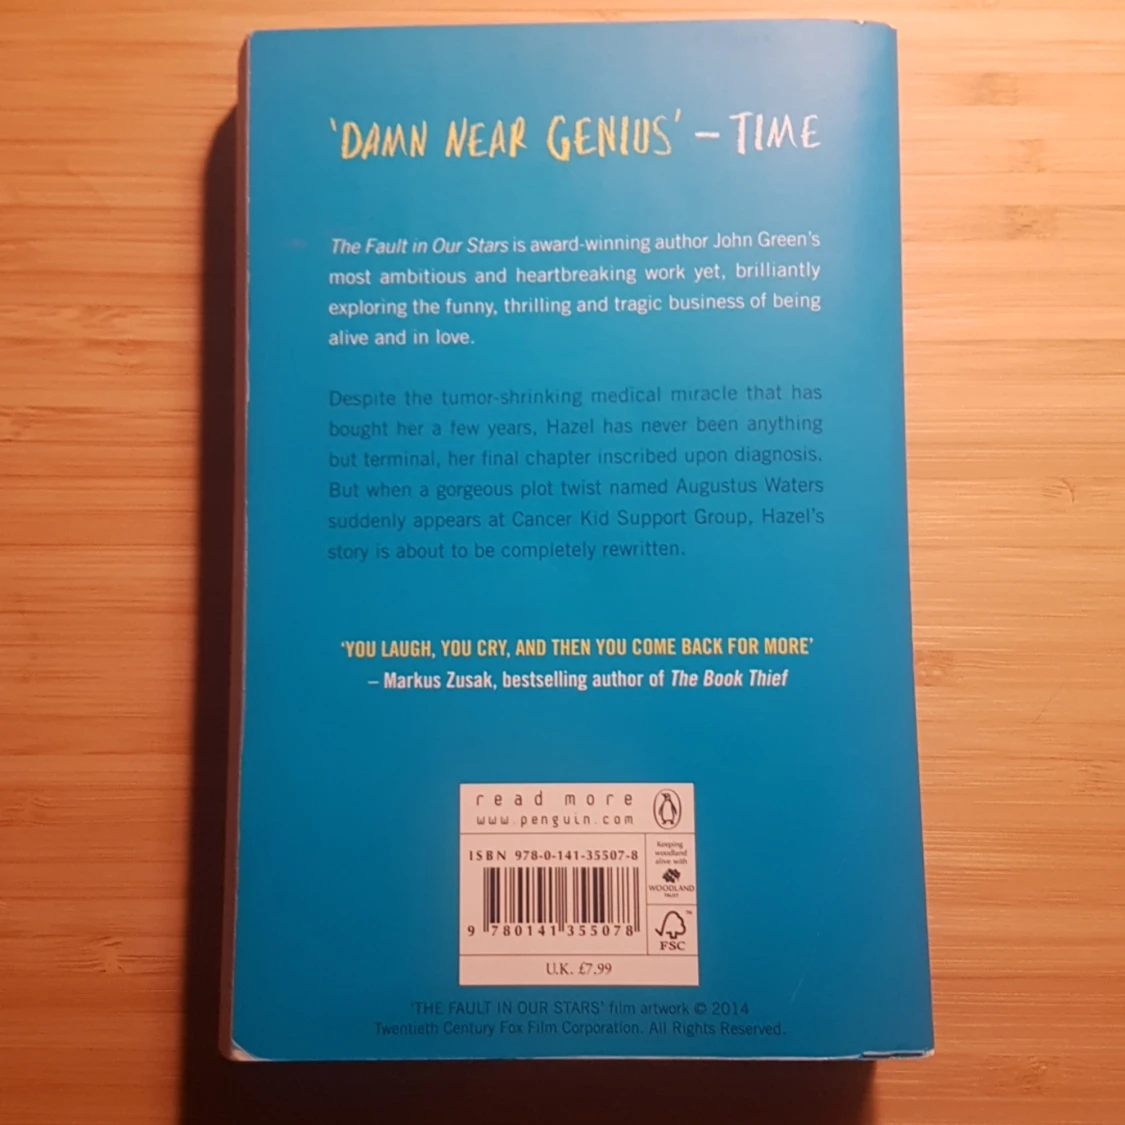 'DAMN NEAR GENIUS' – TIME
The Fault in Our Stars is award-winning author John Green's
most ambitious and heartbreaking work yet, brilliantly
exploring the funny, thrilling and tragic business of being
alive and in love.
Despite the tumor-shrinking medical miracle that has
bought her a few years, Hazel has never been anything
but terminal, her final chapter inscribed upon diagnosis.
But when a gorgeous plot twist named Augustus Waters
suddenly appears at Cancer Kid Support Group, Hazel's
story is about to be completely rewritten.
'YOU LAUGH, YOU CRY, AND THEN YOU COME BACK FOR MORE'
– Markus Zusak, bestselling author of The Book Thief
read more
www.penguin.com
ISBN 978-0-141-35507-8
9 780141 355078
Keeping
woodland
alive with
WOODLAND
TRUST
™
FSC
U.K. £7.99
'THE FAULT IN OUR STARS' film artwork © 2014
Twentieth Century Fox Film Corporation. All Rights Reserved.